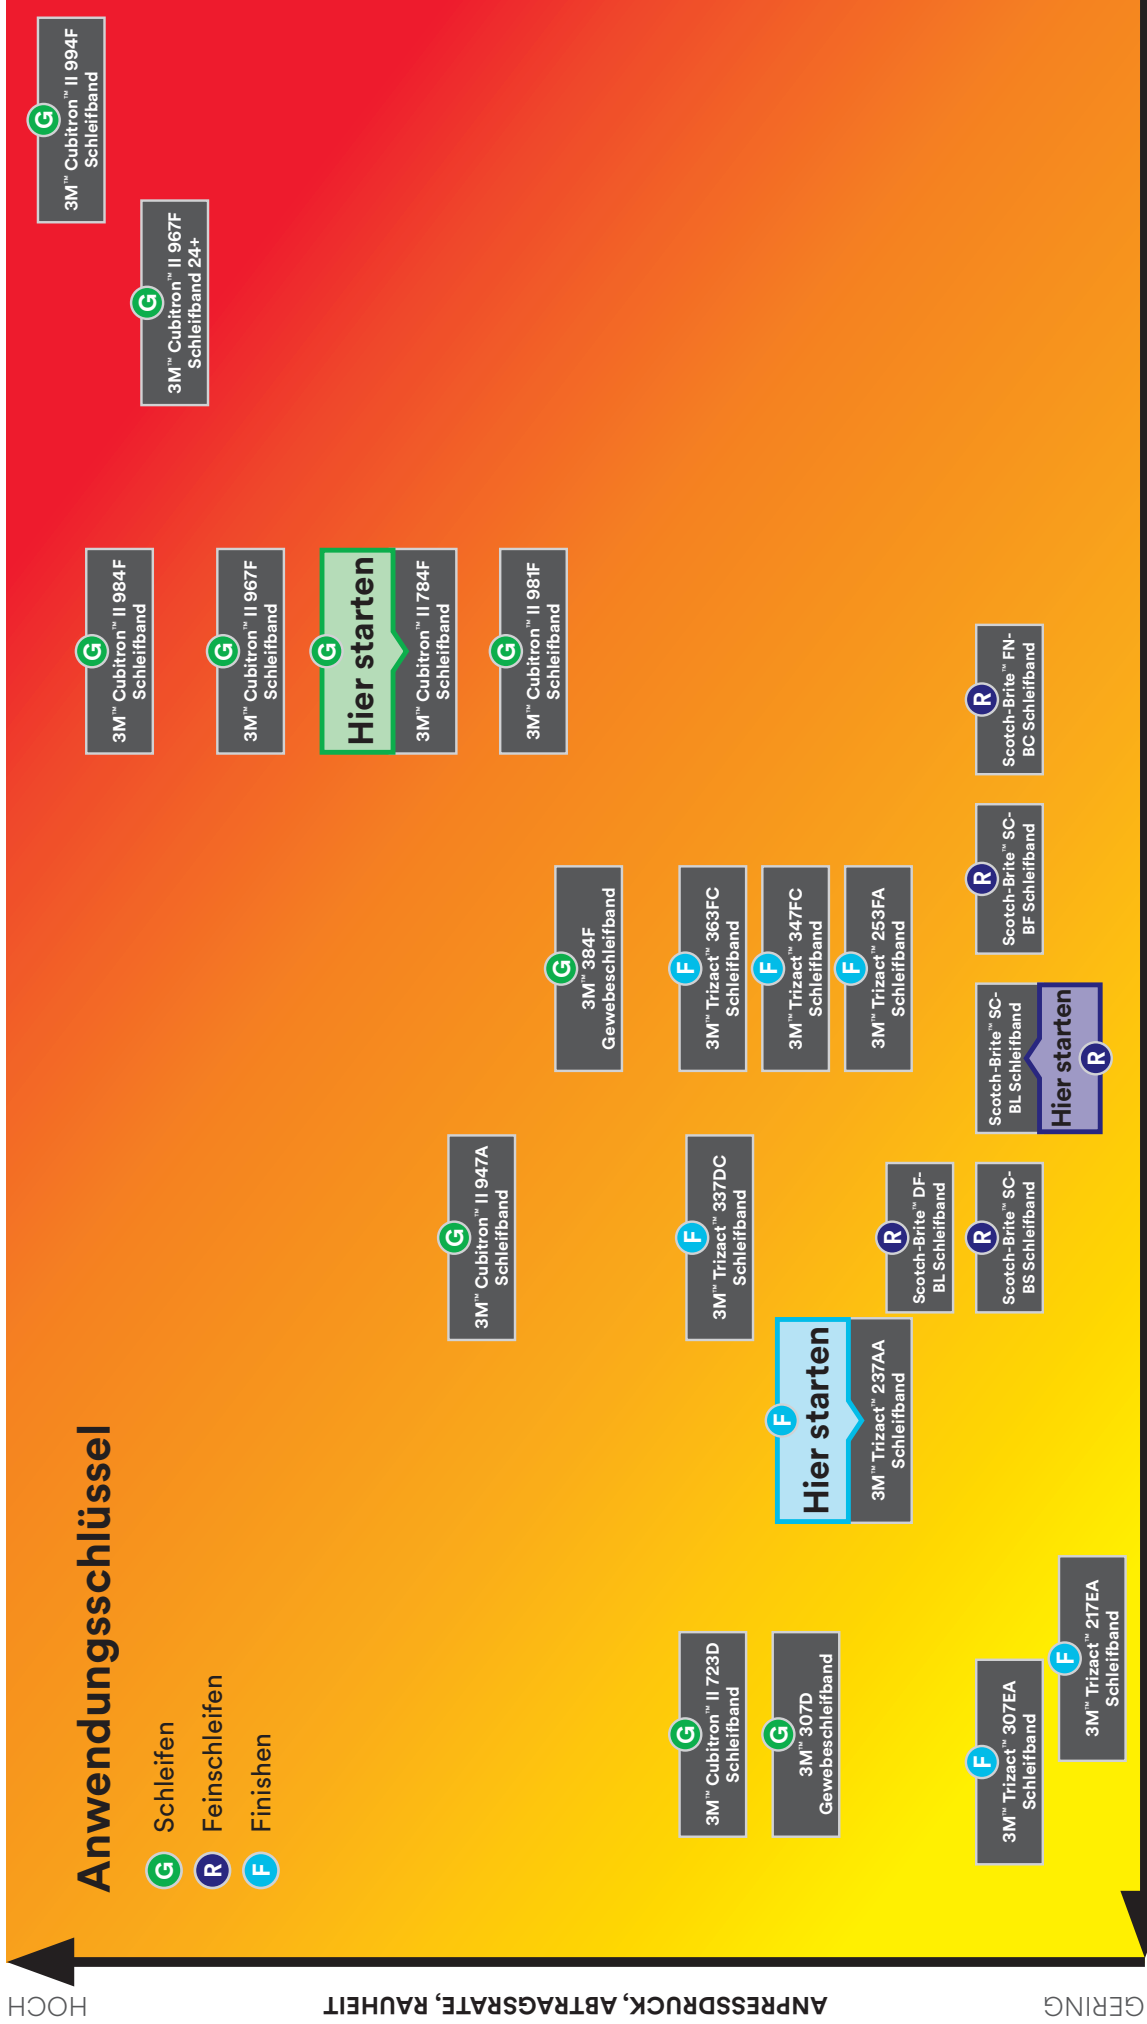 Anwendungsschlüssel
G Schleifen
R Feinschleifen
F Finishen
HOCH
ANPRESSDRUCK, ABTRAGSRATE, RAUHEIT
GERING
G
3M™ Cubitron™ II 994F
Schleifband
G
3M™ Cubitron™ II 967F
Schleifband 24+
G
3M™ Cubitron™ II 984F
Schleifband
G
3M™ Cubitron™ II 967F
Schleifband
G
Hier starten
3M™ Cubitron™ II 784F
Schleifband
G
3M™ Cubitron™ II 981F
Schleifband
G
3M™ Cubitron™ II 947A
Schleifband
G
3M™ 384F
Gewebeschleifband
G
3M™ Cubitron™ II 723D
Schleifband
G
3M™ 307D
Gewebeschleifband
F
3M™ Trizact™ 337DC
Schleifband
F
3M™ Trizact™ 363FC
Schleifband
F
3M™ Trizact™ 347FC
Schleifband
F
3M™ Trizact™ 253FA
Schleifband
F
Hier starten
3M™ Trizact™ 237AA
Schleifband
R
Scotch-Brite™ DF-
BL Schleifband
F
3M™ Trizact™ 307EA
Schleifband
F
3M™ Trizact™ 217EA
Schleifband
R
Scotch-Brite™ SC-
BS Schleifband
Scotch-Brite™ SC-
BL Schleifband
Hier starten
R
R
Scotch-Brite™ SC-
BF Schleifband
R
Scotch-Brite™ FN-
BC Schleifband